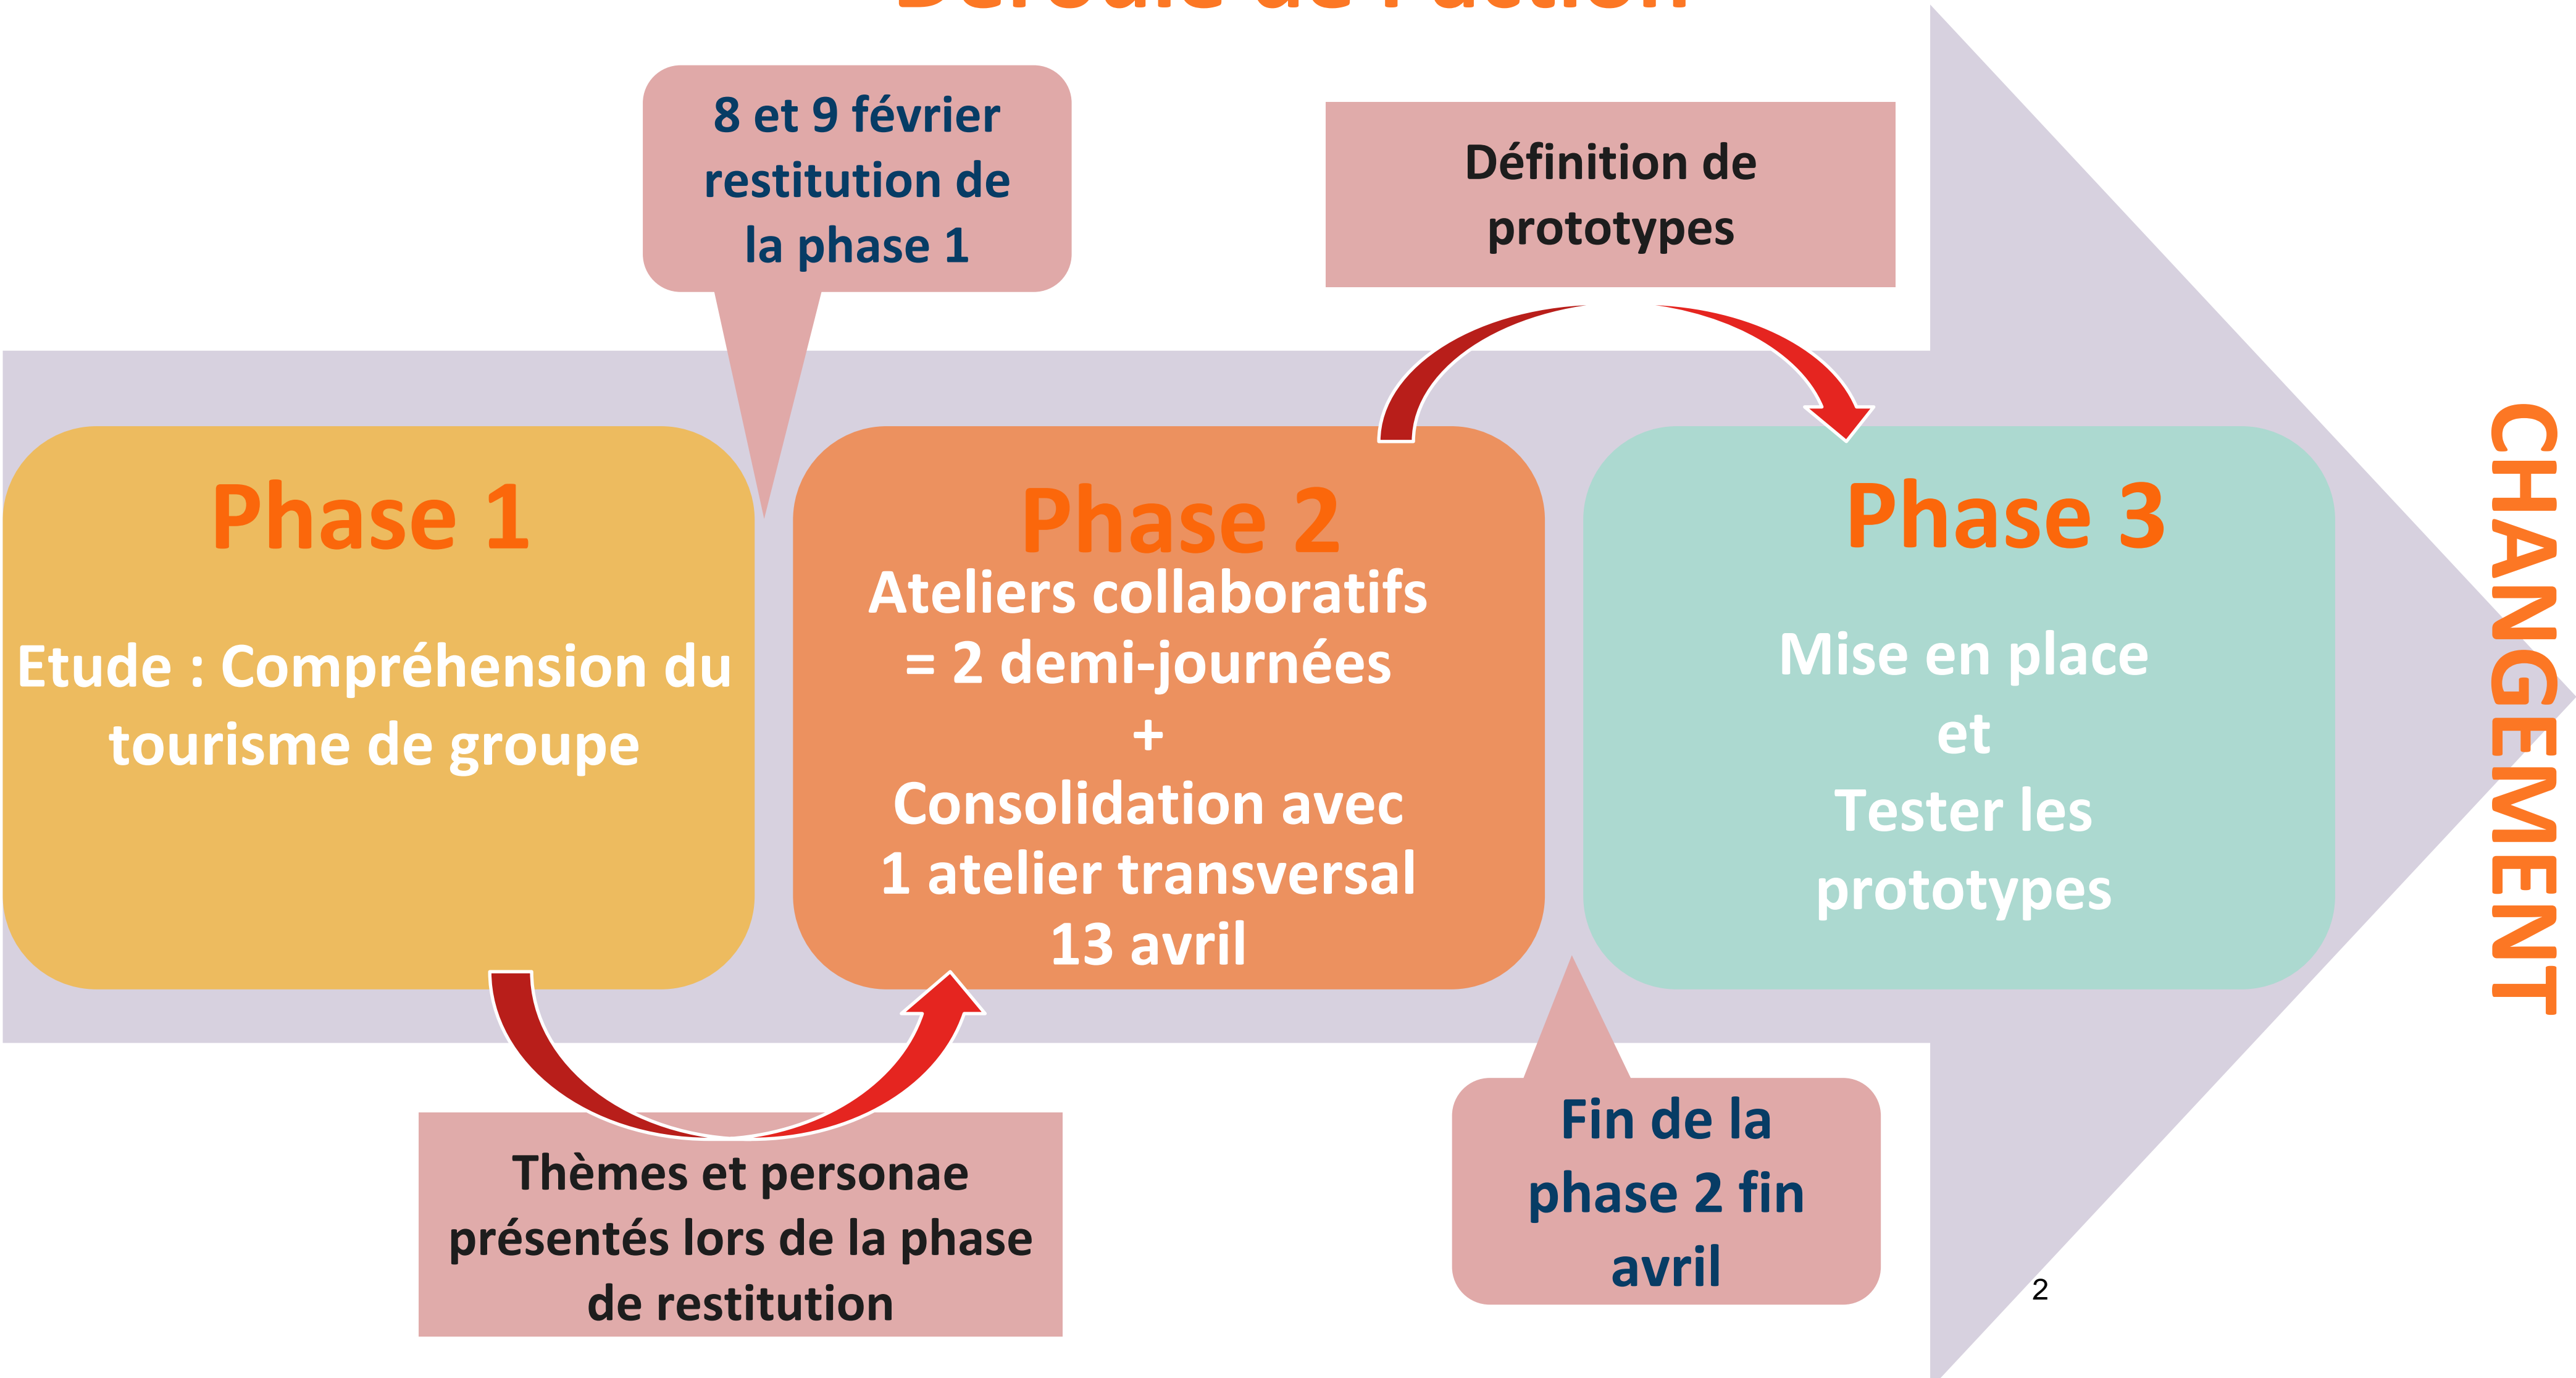 8 et 9 février
restitution de
la phase 1
Définition de
prototypes
Phase 1
Etude : Compréhension du
tourisme de groupe
Phase 2
Ateliers collaboratifs
= 2 demi-journées
+
Consolidation avec
1 atelier transversal
13 avril
Phase 3
Mise en place
et
Tester les
prototypes
CHANGEMENT
Thèmes et personae
présentés lors de la phase
de restitution
Fin de la
phase 2 fin
avril
2